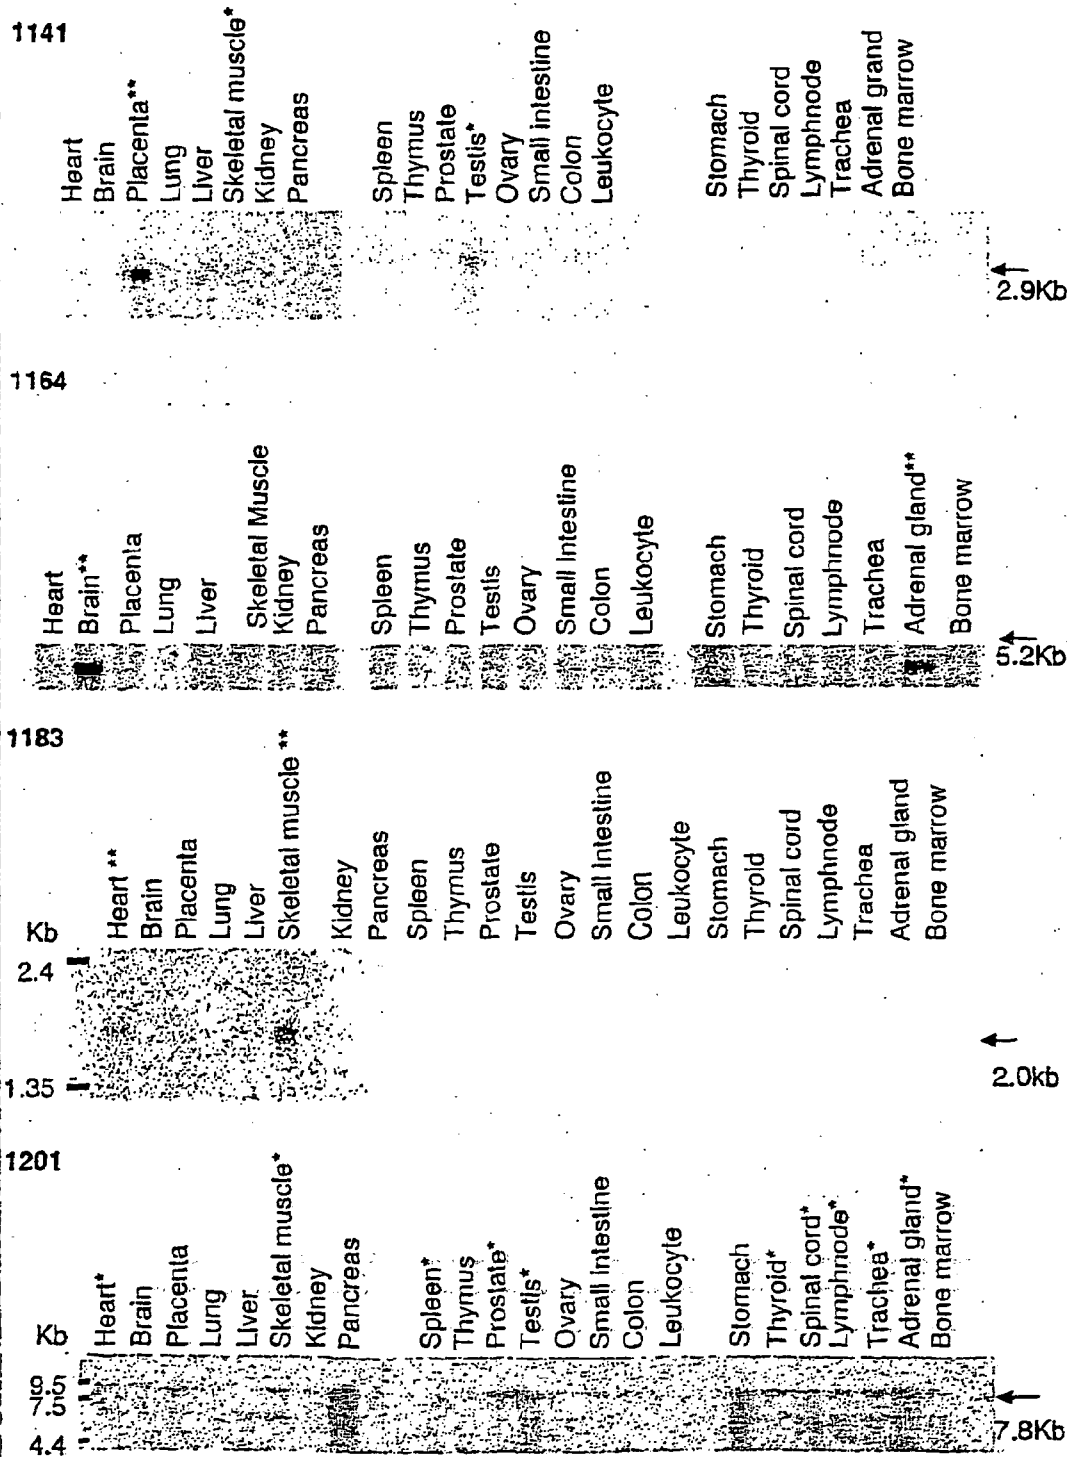 1141
Heart
Brain
Placenta**
Lung
Liver
Skeletal muscle*
Kidney
Pancreas
Spleen
Thymus
Prostate
Testis*
Ovary
Small intestine
Colon
Leukocyte
Stomach
Thyroid
Spinal cord
Lymphnode
Trachea
Adrenal grand
Bone marrow
2.9Kb
1164
Heart
Brain**
Placenta
Lung
Liver
Skeletal Muscle
Kidney
Pancreas
Spleen
Thymus
Prostate
Testis
Ovary
Small Intestine
Colon
Leukocyte
Stomach
Thyroid
Spinal cord
Lymphnode
Trachea
Adrenal gland**
Bone marrow
5.2Kb
1183
Heart **
Brain
Placenta
Lung
Liver
Skeletal muscle **
Kidney
Pancreas
Spleen
Thymus
Prostate
Testis
Ovary
Small Intestine
Colon
Leukocyte
Stomach
Thyroid
Spinal cord
Lymphnode
Trachea
Adrenal gland
Bone marrow
Kb
2.4
1.35
2.0kb
1201
Heart*
Brain
Placenta
Lung
Liver
Skeletal muscle*
Kidney
Pancreas
Spleen*
Thymus
Prostate*
Testis*
Ovary
Small Intestine
Colon
Leukocyte
Stomach
Thyroid*
Spinal cord*
Lymphnode*
Trachea*
Adrenal gland*
Bone marrow
Kb
9.5
7.5
4.4
7.8Kb